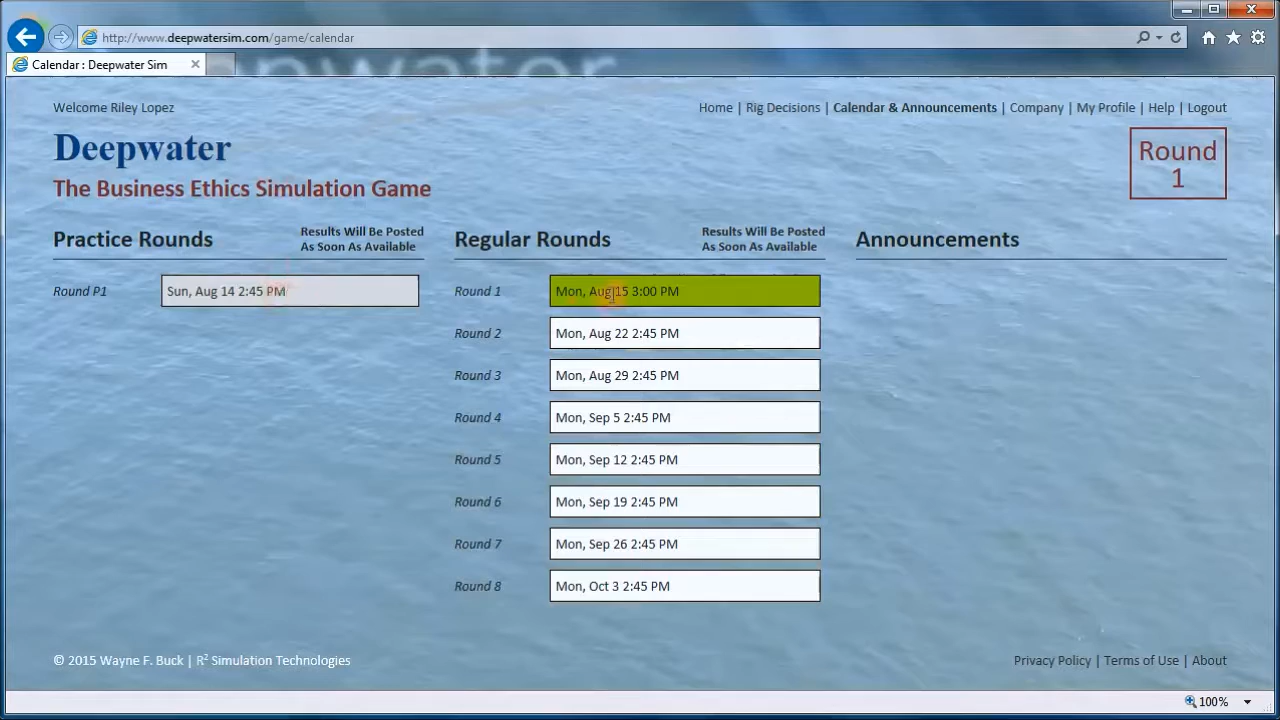 http://www.deepwatersim.com/game/calendar
Calendar : Deepwater Sim
Welcome Riley Lopez
Home | Rig Decisions | Calendar & Announcements | Company | My Profile | Help | Logout
Deepwater
The Business Ethics Simulation Game
Round
1
Practice Rounds
Results Will Be Posted
As Soon As Available
Round P1
Sun, Aug 14 2:45 PM
Regular Rounds
Results Will Be Posted
As Soon As Available
Round 1
Mon, Aug 15 3:00 PM
Round 2
Mon, Aug 22 2:45 PM
Round 3
Mon, Aug 29 2:45 PM
Round 4
Mon, Sep 5 2:45 PM
Round 5
Mon, Sep 12 2:45 PM
Round 6
Mon, Sep 19 2:45 PM
Round 7
Mon, Sep 26 2:45 PM
Round 8
Mon, Oct 3 2:45 PM
Announcements
© 2015 Wayne F. Buck | R² Simulation Technologies
Privacy Policy | Terms of Use | About
100%